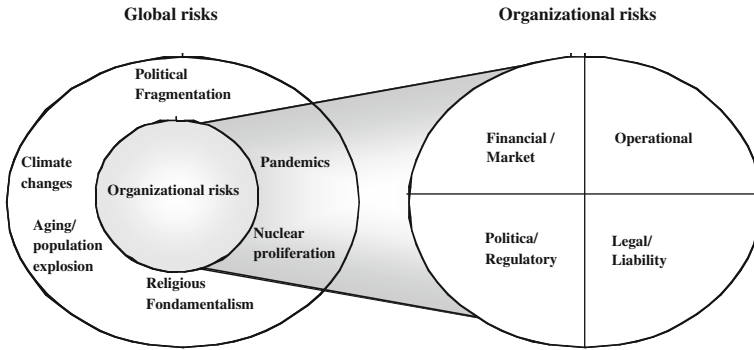 Global risks
Organizational risks
Political
Fragmentation
Climate
changes
Pandemics
Organizational risks
Aging/
population
explosion
Nuclear
proliferation
Religious
Fondamentalism
Financial /
Market
Operational
Politica/
Regulatory
Legal/
Liability